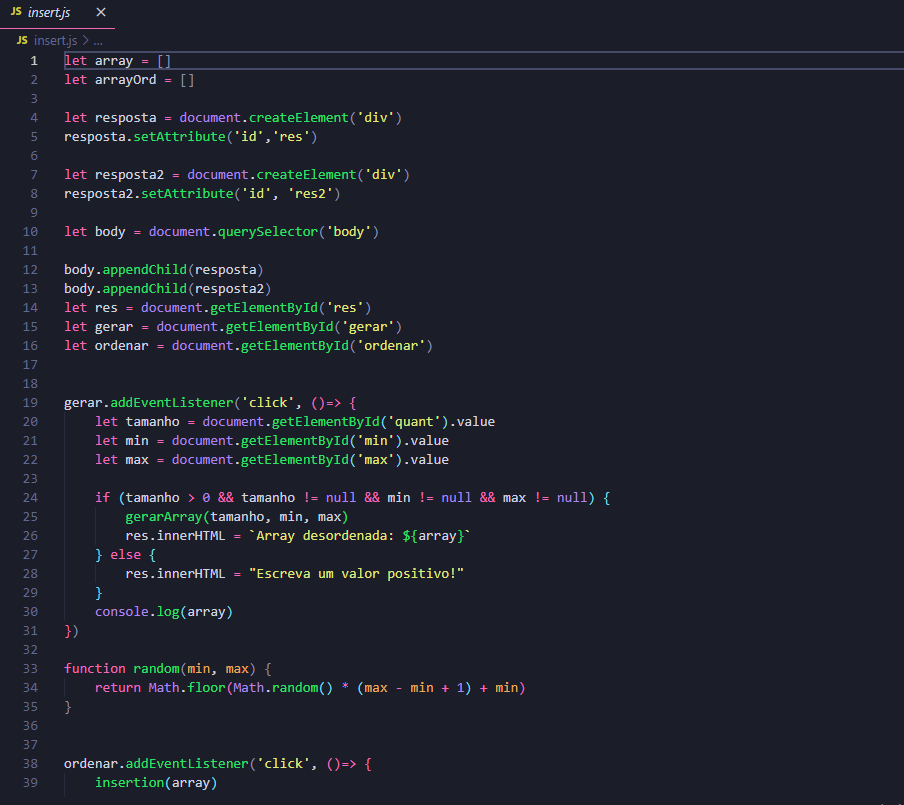 JS insert.js ×
JS insert.js > ...
1 let array = []
2 let arrayOrd = []
3
4 let resposta = document.createElement('div')
5 resposta.setAttribute('id','res')
6
7 let resposta2 = document.createElement('div')
8 resposta2.setAttribute('id', 'res2')
9
10 let body = document.querySelector('body')
11
12 body.appendChild(resposta)
13 body.appendChild(resposta2)
14 let res = document.getElementById('res')
15 let gerar = document.getElementById('gerar')
16 let ordenar = document.getElementById('ordenar')
17
18
19 gerar.addEventListener('click', ()=> {
20     let tamanho = document.getElementById('quant').value
21     let min = document.getElementById('min').value
22     let max = document.getElementById('max').value
23
24     if (tamanho > 0 && tamanho != null && min != null && max != null) {
25         gerarArray(tamanho, min, max)
26         res.innerHTML = `Array desordenada: ${array}`
27     } else {
28         res.innerHTML = "Escreva um valor positivo!"
29     }
30     console.log(array)
31 })
32
33 function random(min, max) {
34     return Math.floor(Math.random() * (max - min + 1) + min)
35 }
36
37
38 ordenar.addEventListener('click', ()=> {
39     insertion(array)